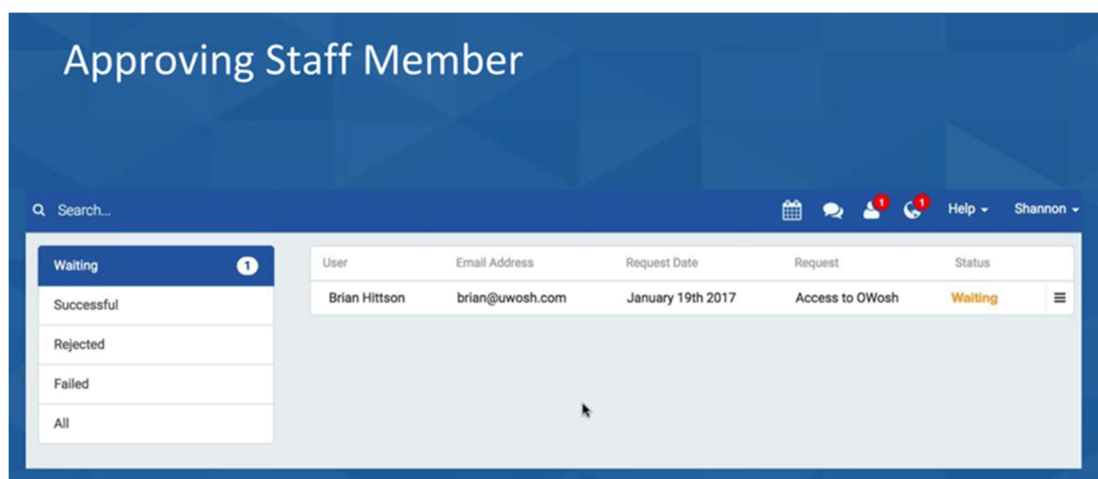 Approving Staff Member
Search... 1 1 Help Shannon
Waiting 1
Successful
Rejected
Failed
All
User Email Address Request Date Request Status
Brian Hittson brian@uwosh.com January 19th 2017 Access to OWosh Waiting